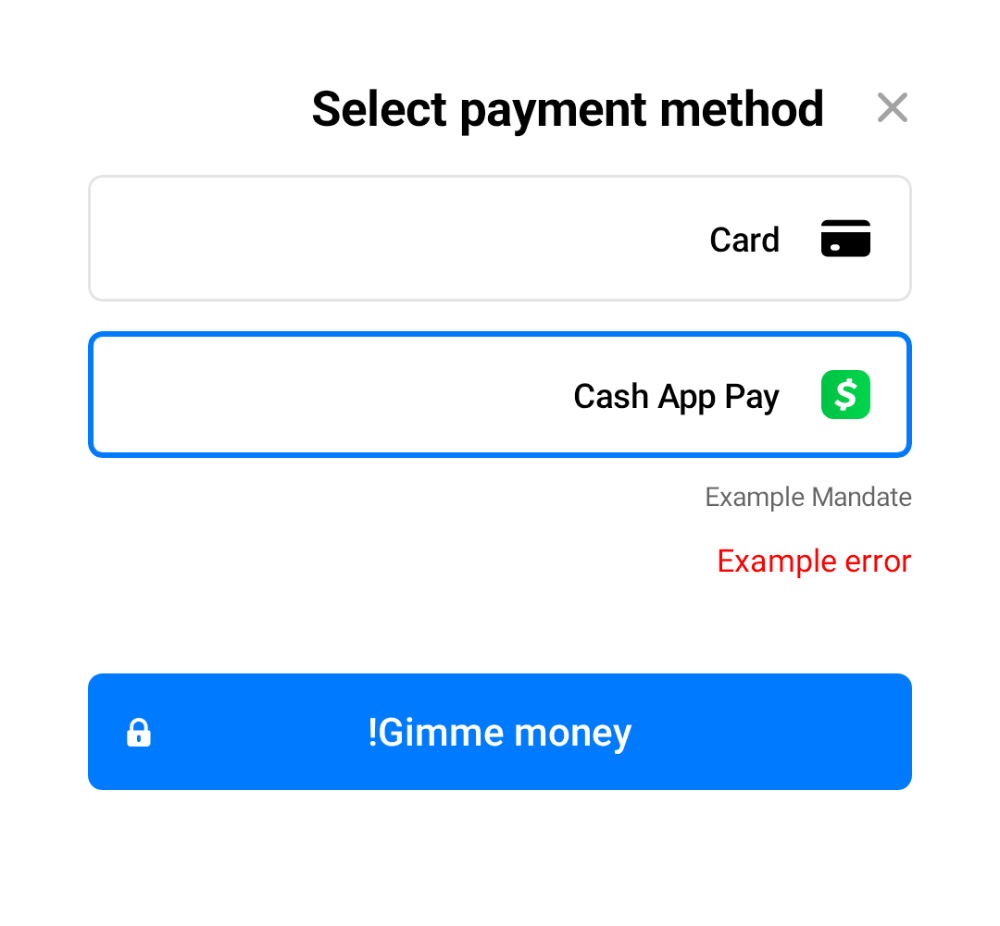 Select payment method
Card
Cash App Pay
Example Mandate
Example error
!Gimme money